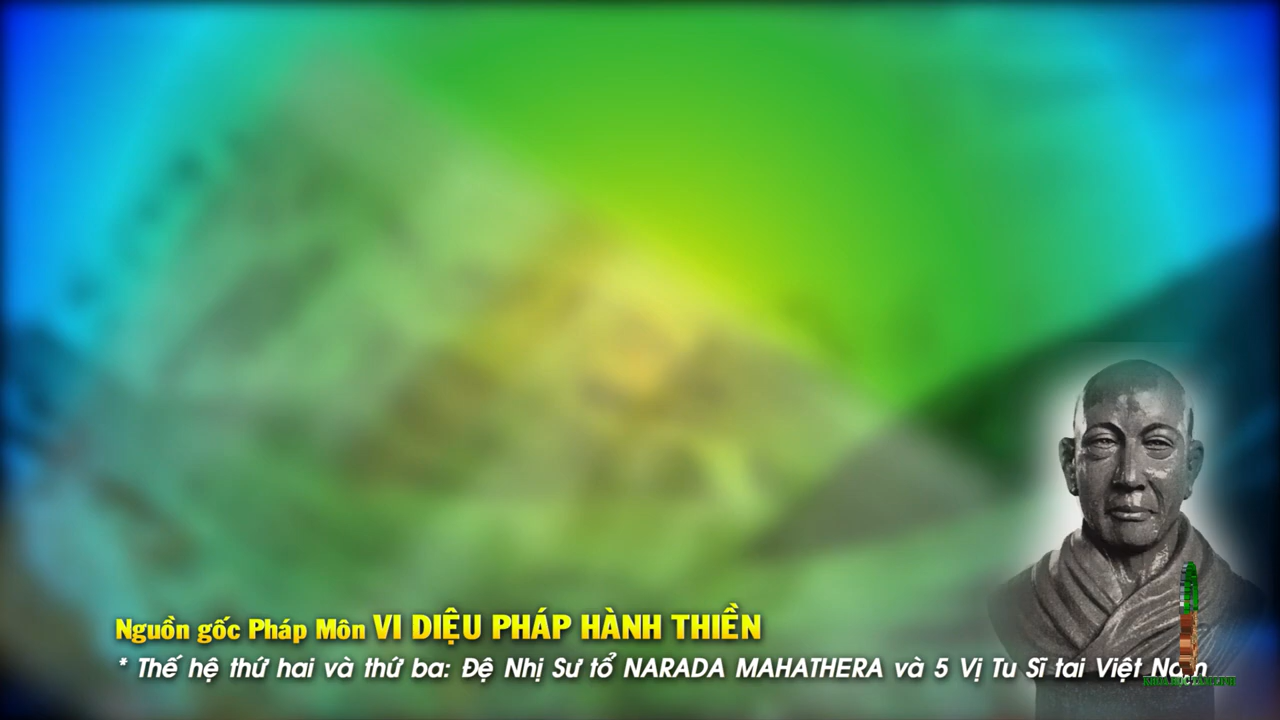 Nguồn gốc Pháp Môn VI DIỆU PHÁP HÀNH THIỀN
* Thế hệ thứ hai và thứ ba: Đệ Nhị Sư tổ NARADA MAHATHERA và 5 Vị Tu Sĩ tai Việt Nam